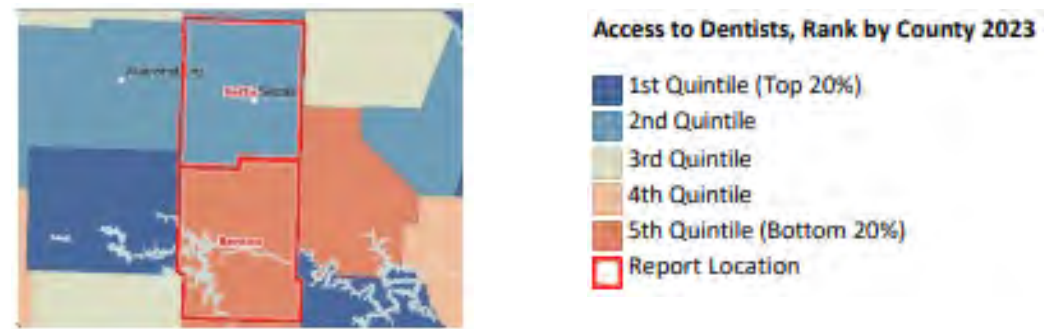 Access to Dentists, Rank by County 2023
1st Quintile (Top 20%)
2nd Quintile
3rd Quintile
4th Quintile
5th Quintile (Bottom 20%)
Report Location